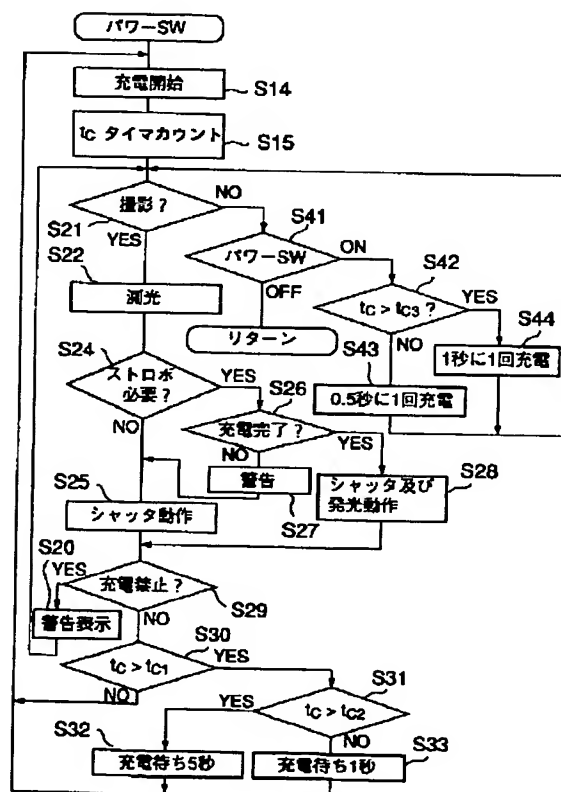 パワーSW
充電開始
S14
tC タイマカウント
S15
撮影?
NO
S21
YES
S41
パワーSW
ON
OFF
リターン
S42
tC > tC3 ?
YES
NO
S44
1秒に1回充電
S43
0.5秒に1回充電
S22
測光
S24
ストロボ
必要?
YES
NO
S26
充電完了?
YES
NO
警告
S27
シャッタ及び
発光動作
S28
S25
シャッタ動作
S20
YES
充電禁止?
S29
NO
警告表示
S30
tC > tC1
YES
NO
S31
tC > tC2
YES
NO
S32
充電待ち5秒
S33
充電待ち1秒